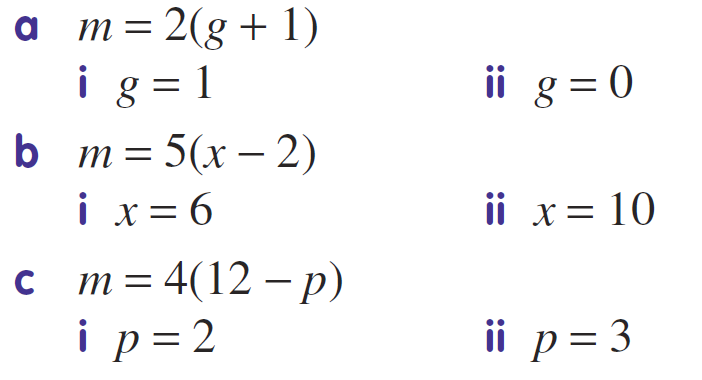 a m = 2(g + 1)
i g = 1 ii g = 0
b m = 5(x − 2)
i x = 6 ii x = 10
c m = 4(12 − p)
i p = 2 ii p = 3